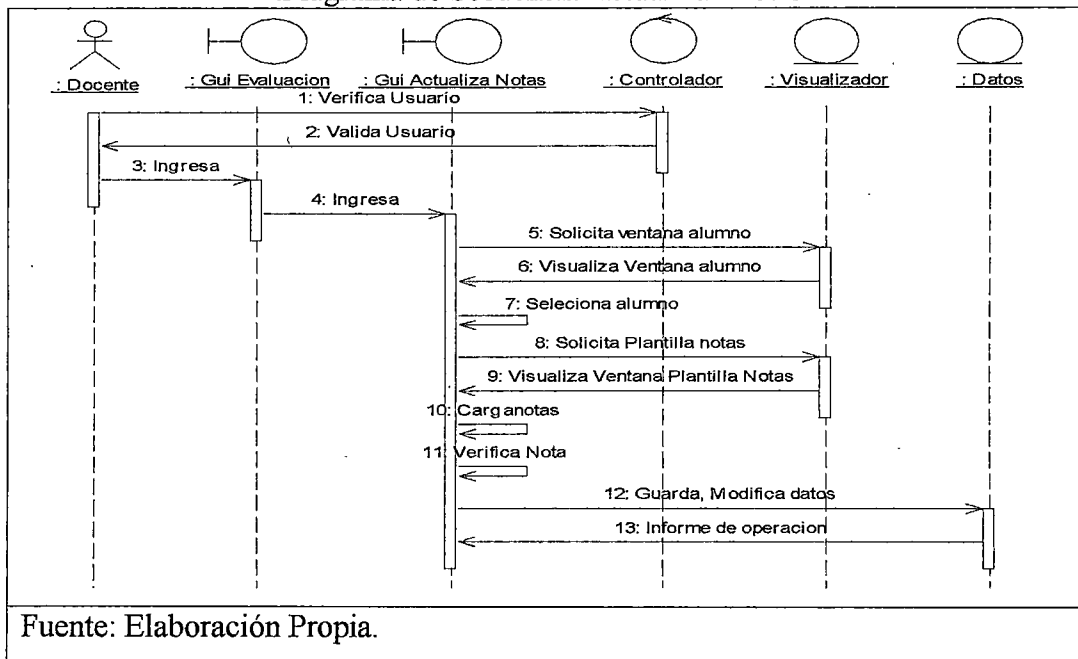 : Docente : Gui Evaluacion : Gui Actualiza Notas : Controlador : Visualizador : Datos
1: Verifica Usuario
2: Valida Usuario
3: Ingresa
4: Ingresa
5: Solicita ventana alumno
6: Visualiza Ventana alumno
7: Seleciona alumno
8: Solicita Plantilla notas
9: Visualiza Ventana Plantilla Notas
10: Carganotas
11: Verifica Nota
12: Guarda, Modifica datos
13: Informe de operacion
Fuente: Elaboración Propia.